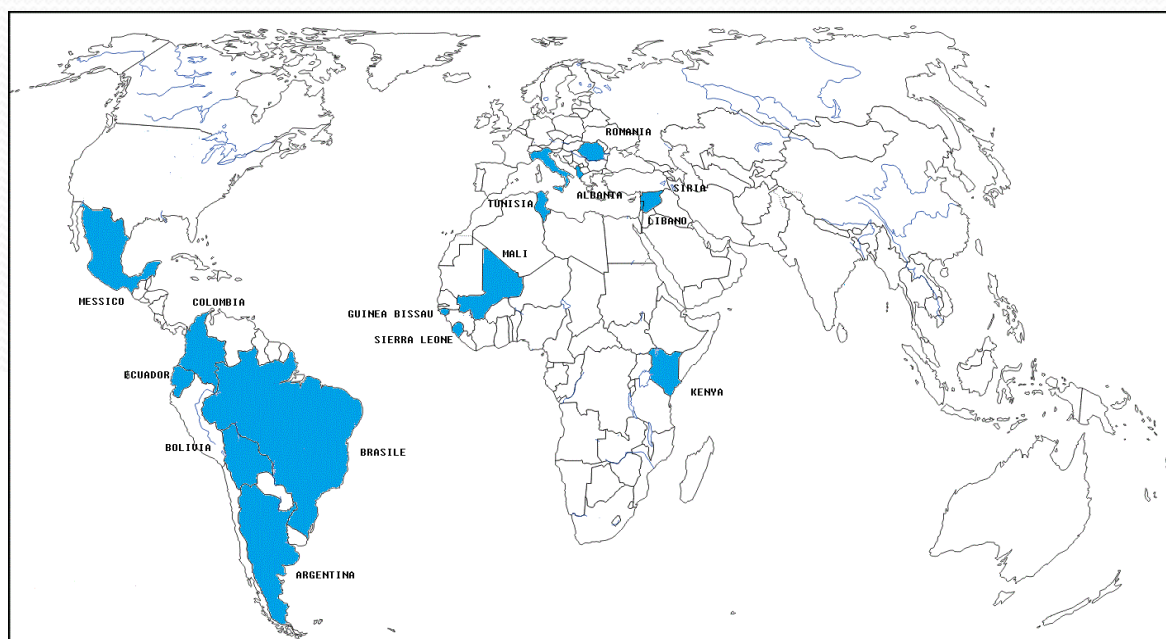 ROMANIA
SIRIA
ALBANIA
TUNISIA
LIBANO
MALI
MESSICO
COLOMBIA
GUINEA BISSAU
SIERRA LEONE
ECUADOR
KENYA
BOLIVIA
BRASILE
ARGENTINA